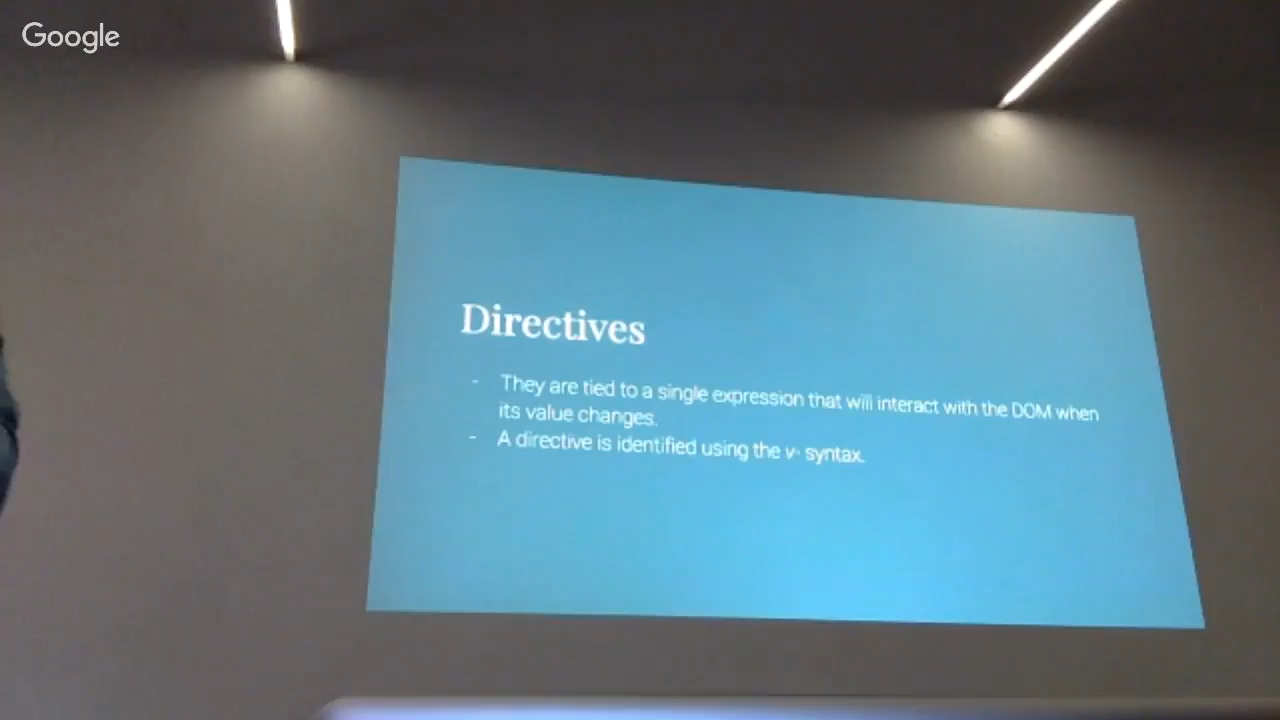 Google
Directives
- They are tied to a single expression that will interact with the DOM when
its value changes.
- A directive is identified using the v- syntax.